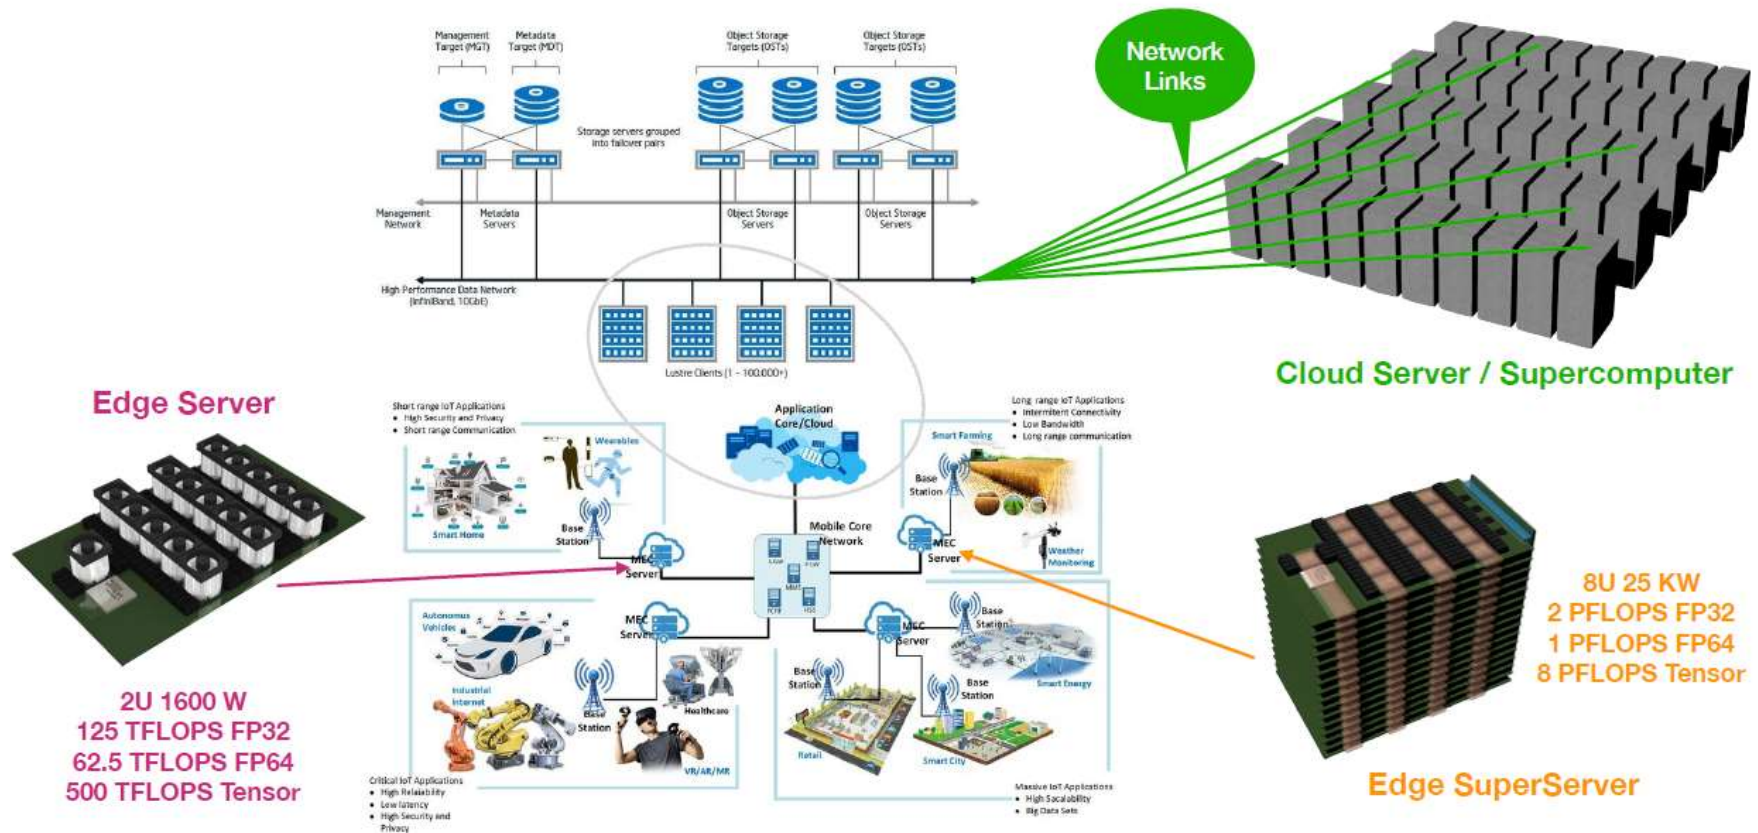 Management
Target (MGT)
Metadata
Target (MDT)
Object Storage
Targets (OSTs)
Object Storage
Targets (OSTs)
Storage servers grouped
into failover pairs
Management
Network
Metadata
Servers
Object Storage
Servers
Object Storage
Servers
High Performance Data Network
(InfiniBand, 10GbE)
Lustre Clients (1 - 100,000+)
Network
Links
Cloud Server / Supercomputer
Edge Server
2U 1600 W
125 TFLOPS FP32
62.5 TFLOPS FP64
500 TFLOPS Tensor
Short range IoT Applications
• High Security and Privacy
• Short range Communication
Wearables
Smart Home
Base
Station
MEC
Server
Application
Core/Cloud
Mobile Core
Network
MME
HSS
Long range IoT Applications
• Intermitent Connectivity
• Low Bandwidth
• Long range communication
Smart Farming
Base
Station
MEC
Server
Weather
Monitoring
Autonomus
Vehicles
MEC
Server
Industrial
Internet
Base
Station
Healthcare
VR/AR/MR
Critical IoT Applications
• High Relaiability
• Low latency
• High Security and
Privacy
MEC
Server
Base
Station
Smart Energy
Base
Station
Base
Station
Retail
Smart City
Massive IoT Applications
• High Sacalability
• Big Data Sets
8U 25 KW
2 PFLOPS FP32
1 PFLOPS FP64
8 PFLOPS Tensor
Edge SuperServer